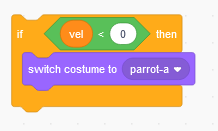 if vel < 0 then
switch costume to parrot-a